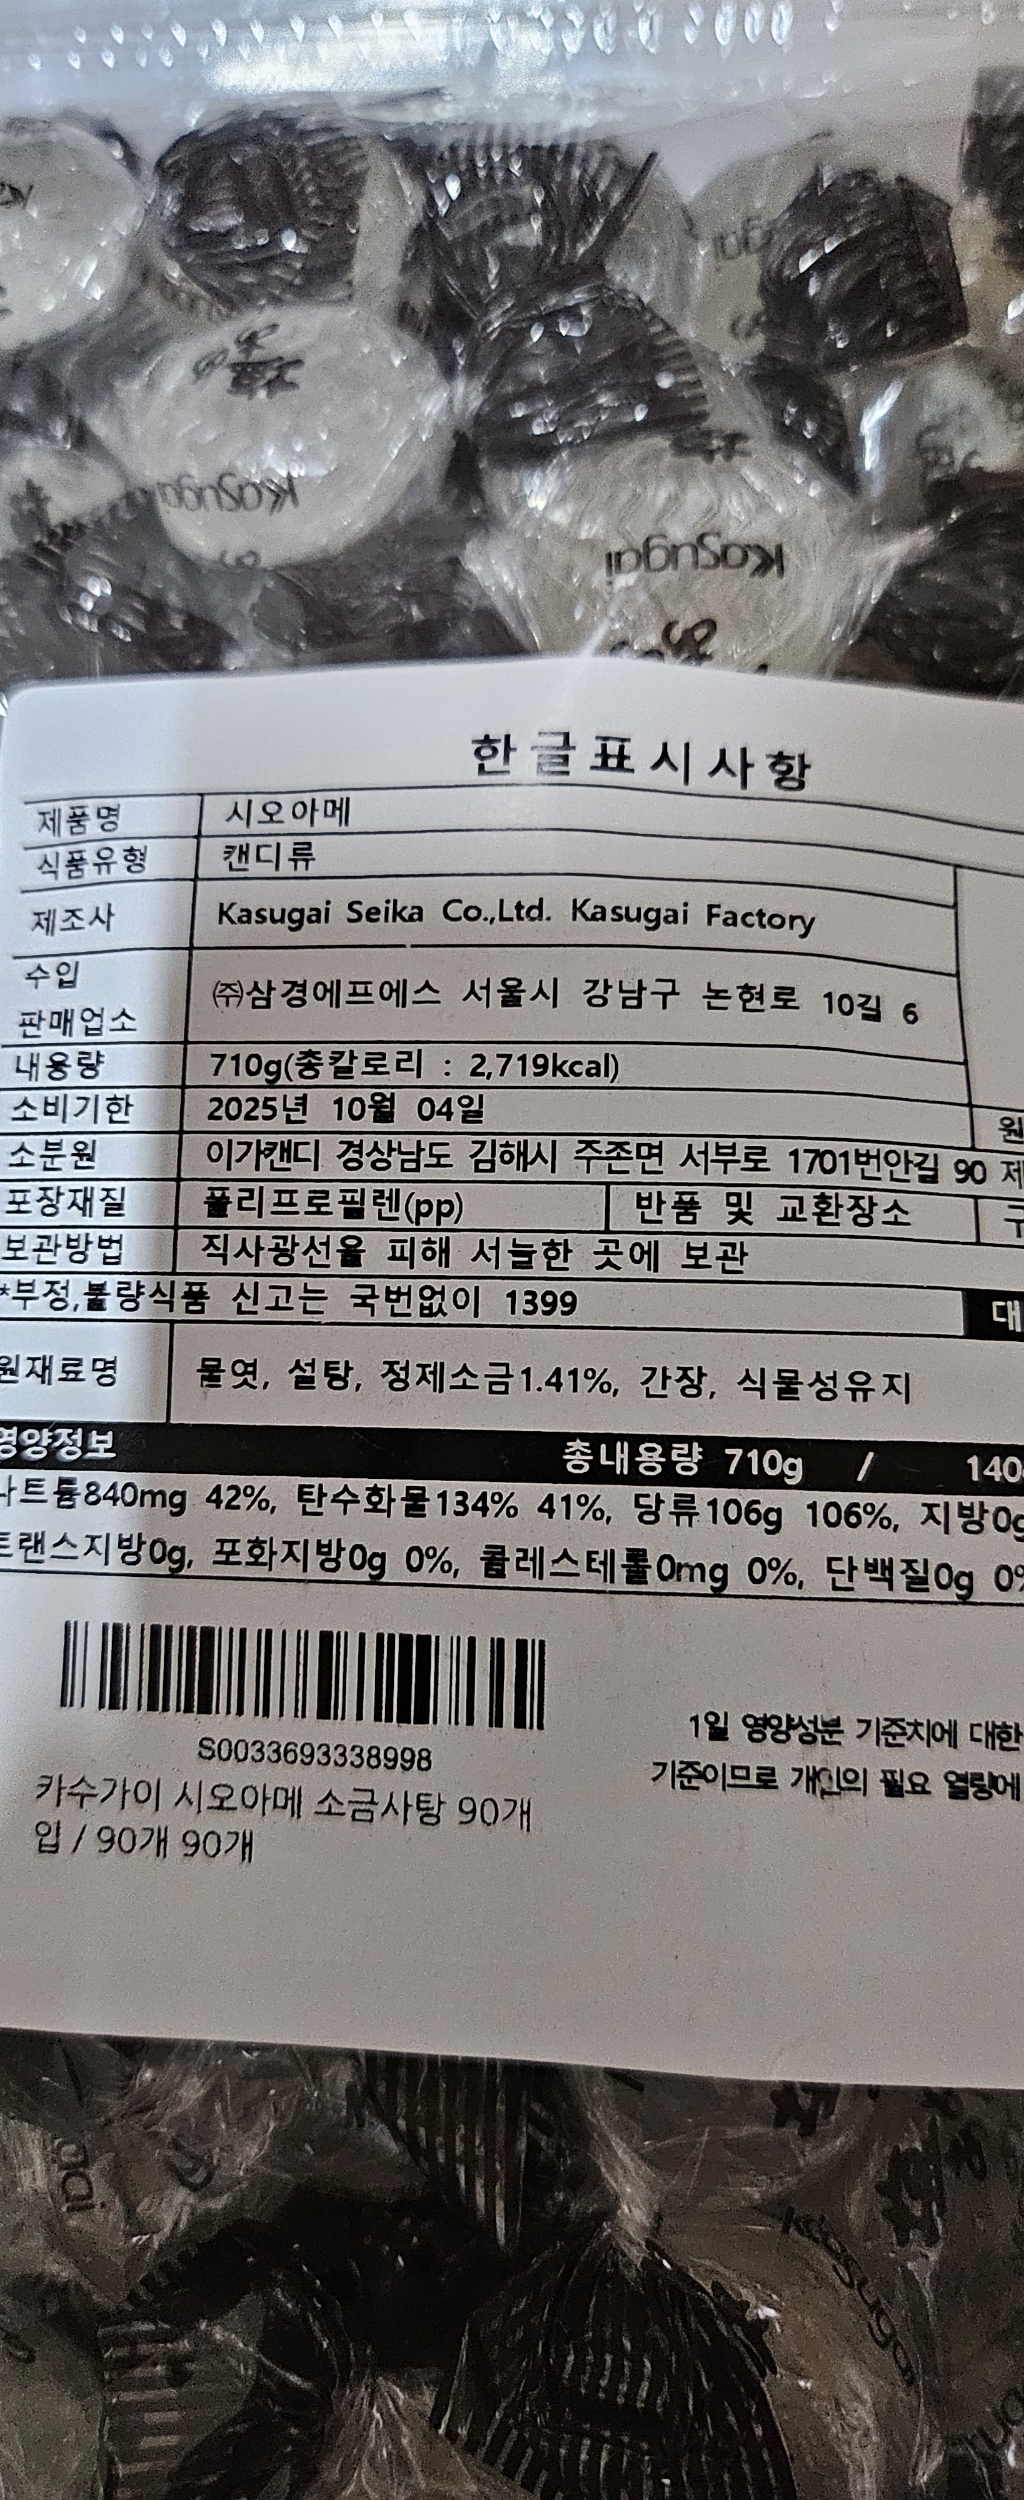 Kasugai
Kasugai
한글표시사항
제품명 시오아메
식품유형 캔디류
제조사 Kasugai Seika Co.,Ltd. Kasugai Factory
수입
판매업소 ㈜삼경에프에스 서울시 강남구 논현로 10길 6
내용량 710g(총칼로리 : 2,719kcal)
소비기한 2025년 10월 04일
원
소분원 이가캔디 경상남도 김해시 주존면 서부로 1701번안길 90 제
포장재질 폴리프로필렌(pp) 반품 및 교환장소 구
보관방법 직사광선을 피해 서늘한 곳에 보관
*부정,불량식품 신고는 국번없이 1399 대
원재료명 물엿, 설탕, 정제소금1.41%, 간장, 식물성유지
영양정보 총내용량 710g / 140
나트륨840mg 42%, 탄수화물134% 41%, 당류106g 106%, 지방0g
트랜스지방0g, 포화지방0g 0%, 콜레스테롤0mg 0%, 단백질0g 0%
S0033693338998
카수가이 시오아메 소금사탕 90개
입 / 90개 90개
1일 영양성분 기준치에 대한
기준이므로 개인의 필요 열량에
Kasugai